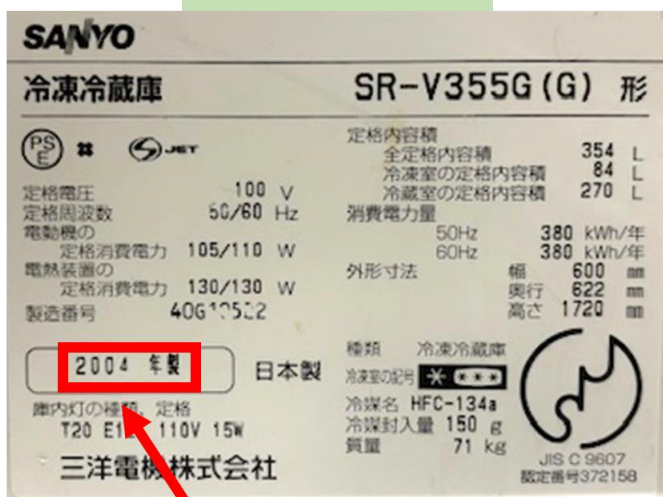 SANYO
冷凍冷蔵庫
SR-V355G(G) 形
PS
E
JET
定格電圧 100 V
定格周波数 50/60 Hz
電動機の
定格消費電力 105/110 W
電熱装置の
定格消費電力 130/130 W
製造番号
2004 年製
日本製
庫内灯の種類、定格
T20 110V 15W
三洋電機株式会社
定格内容積
全定格内容積 354 L
冷凍室の定格内容積 84 L
冷蔵室の定格内容積 270 L
消費電力量
50Hz 380 kWh/年
60Hz 380 kWh/年
外形寸法 幅 600 mm
奥行 622 mm
高さ 1720 mm
種類 冷凍冷蔵庫
冷凍室の記号
冷媒名 HFC-134a
冷媒封入量 150 g
質量 71 kg
JIS C 9607
認定番号372158